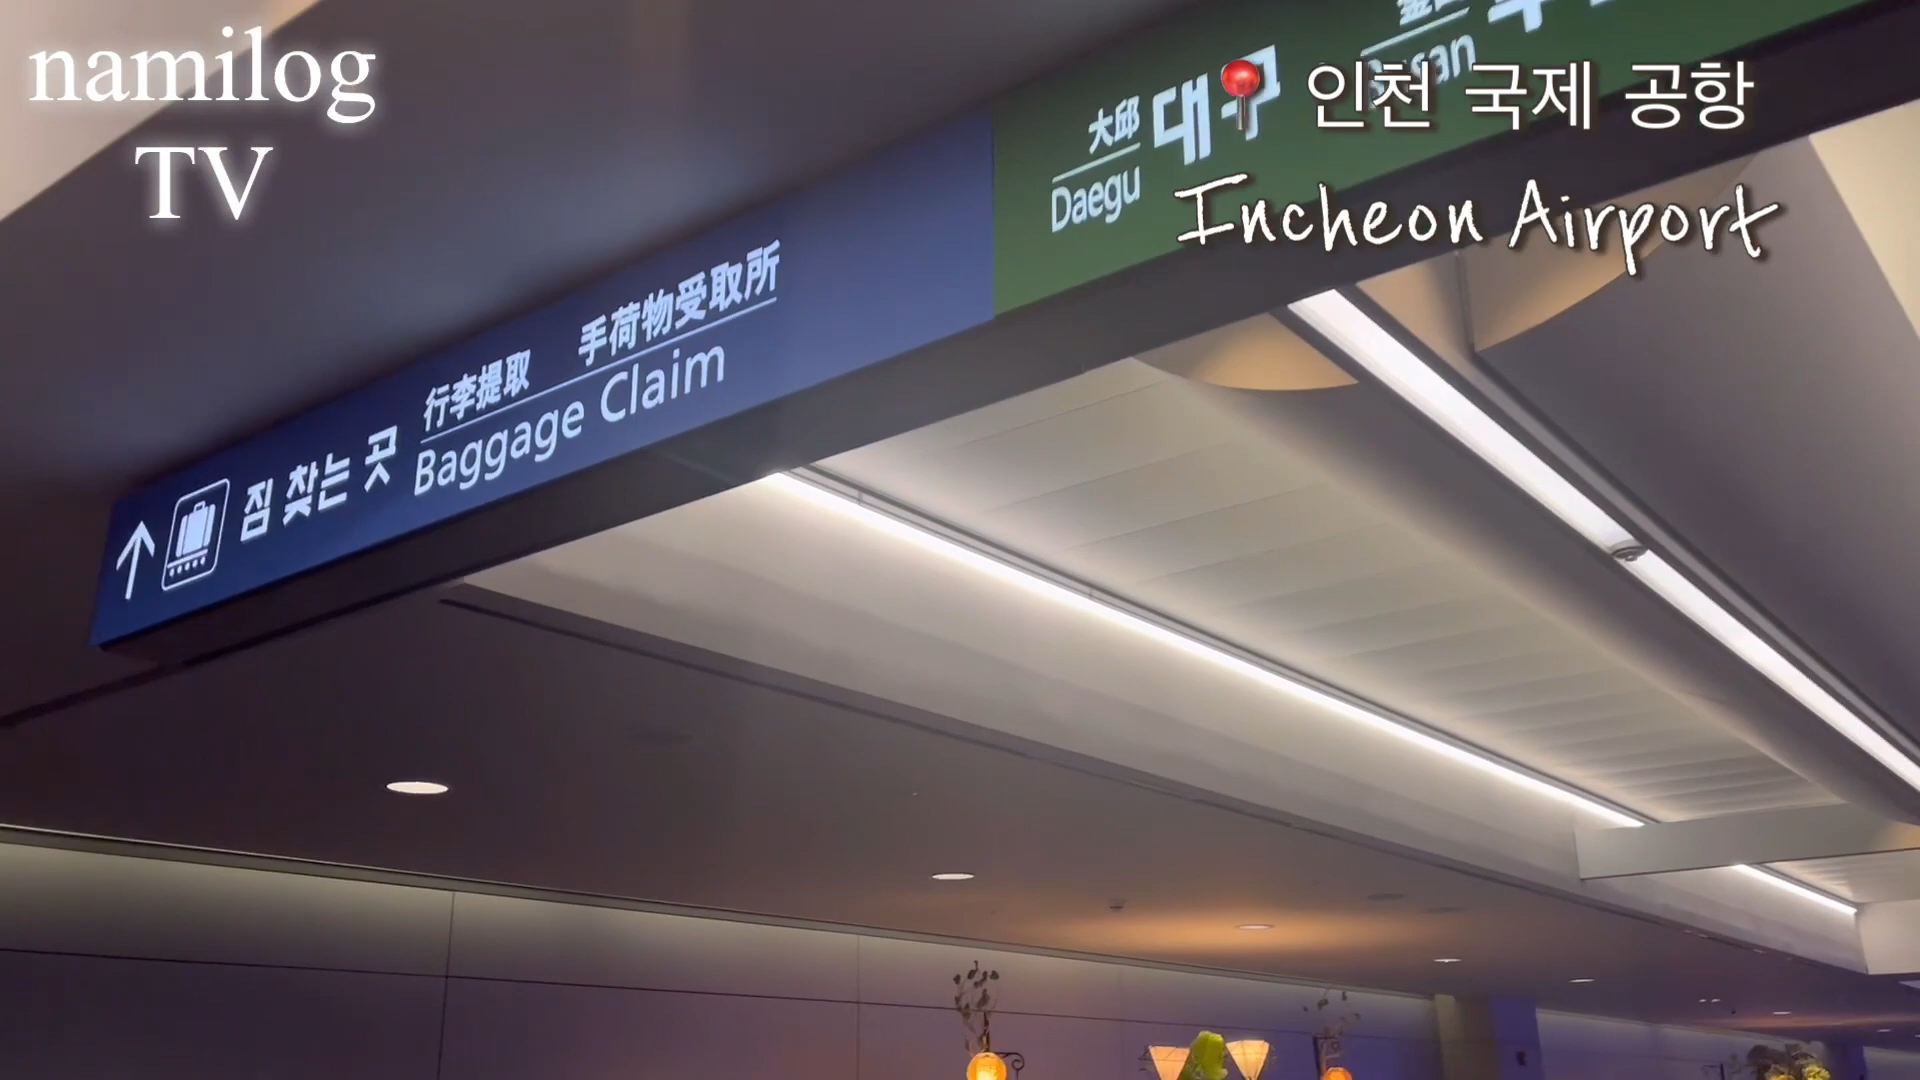 namilog
TV
인천 국제 공항
Incheon Airport
大邱 대구
Daegu
行李提取 手荷物受取所
짐 찾는 곳 Baggage Claim